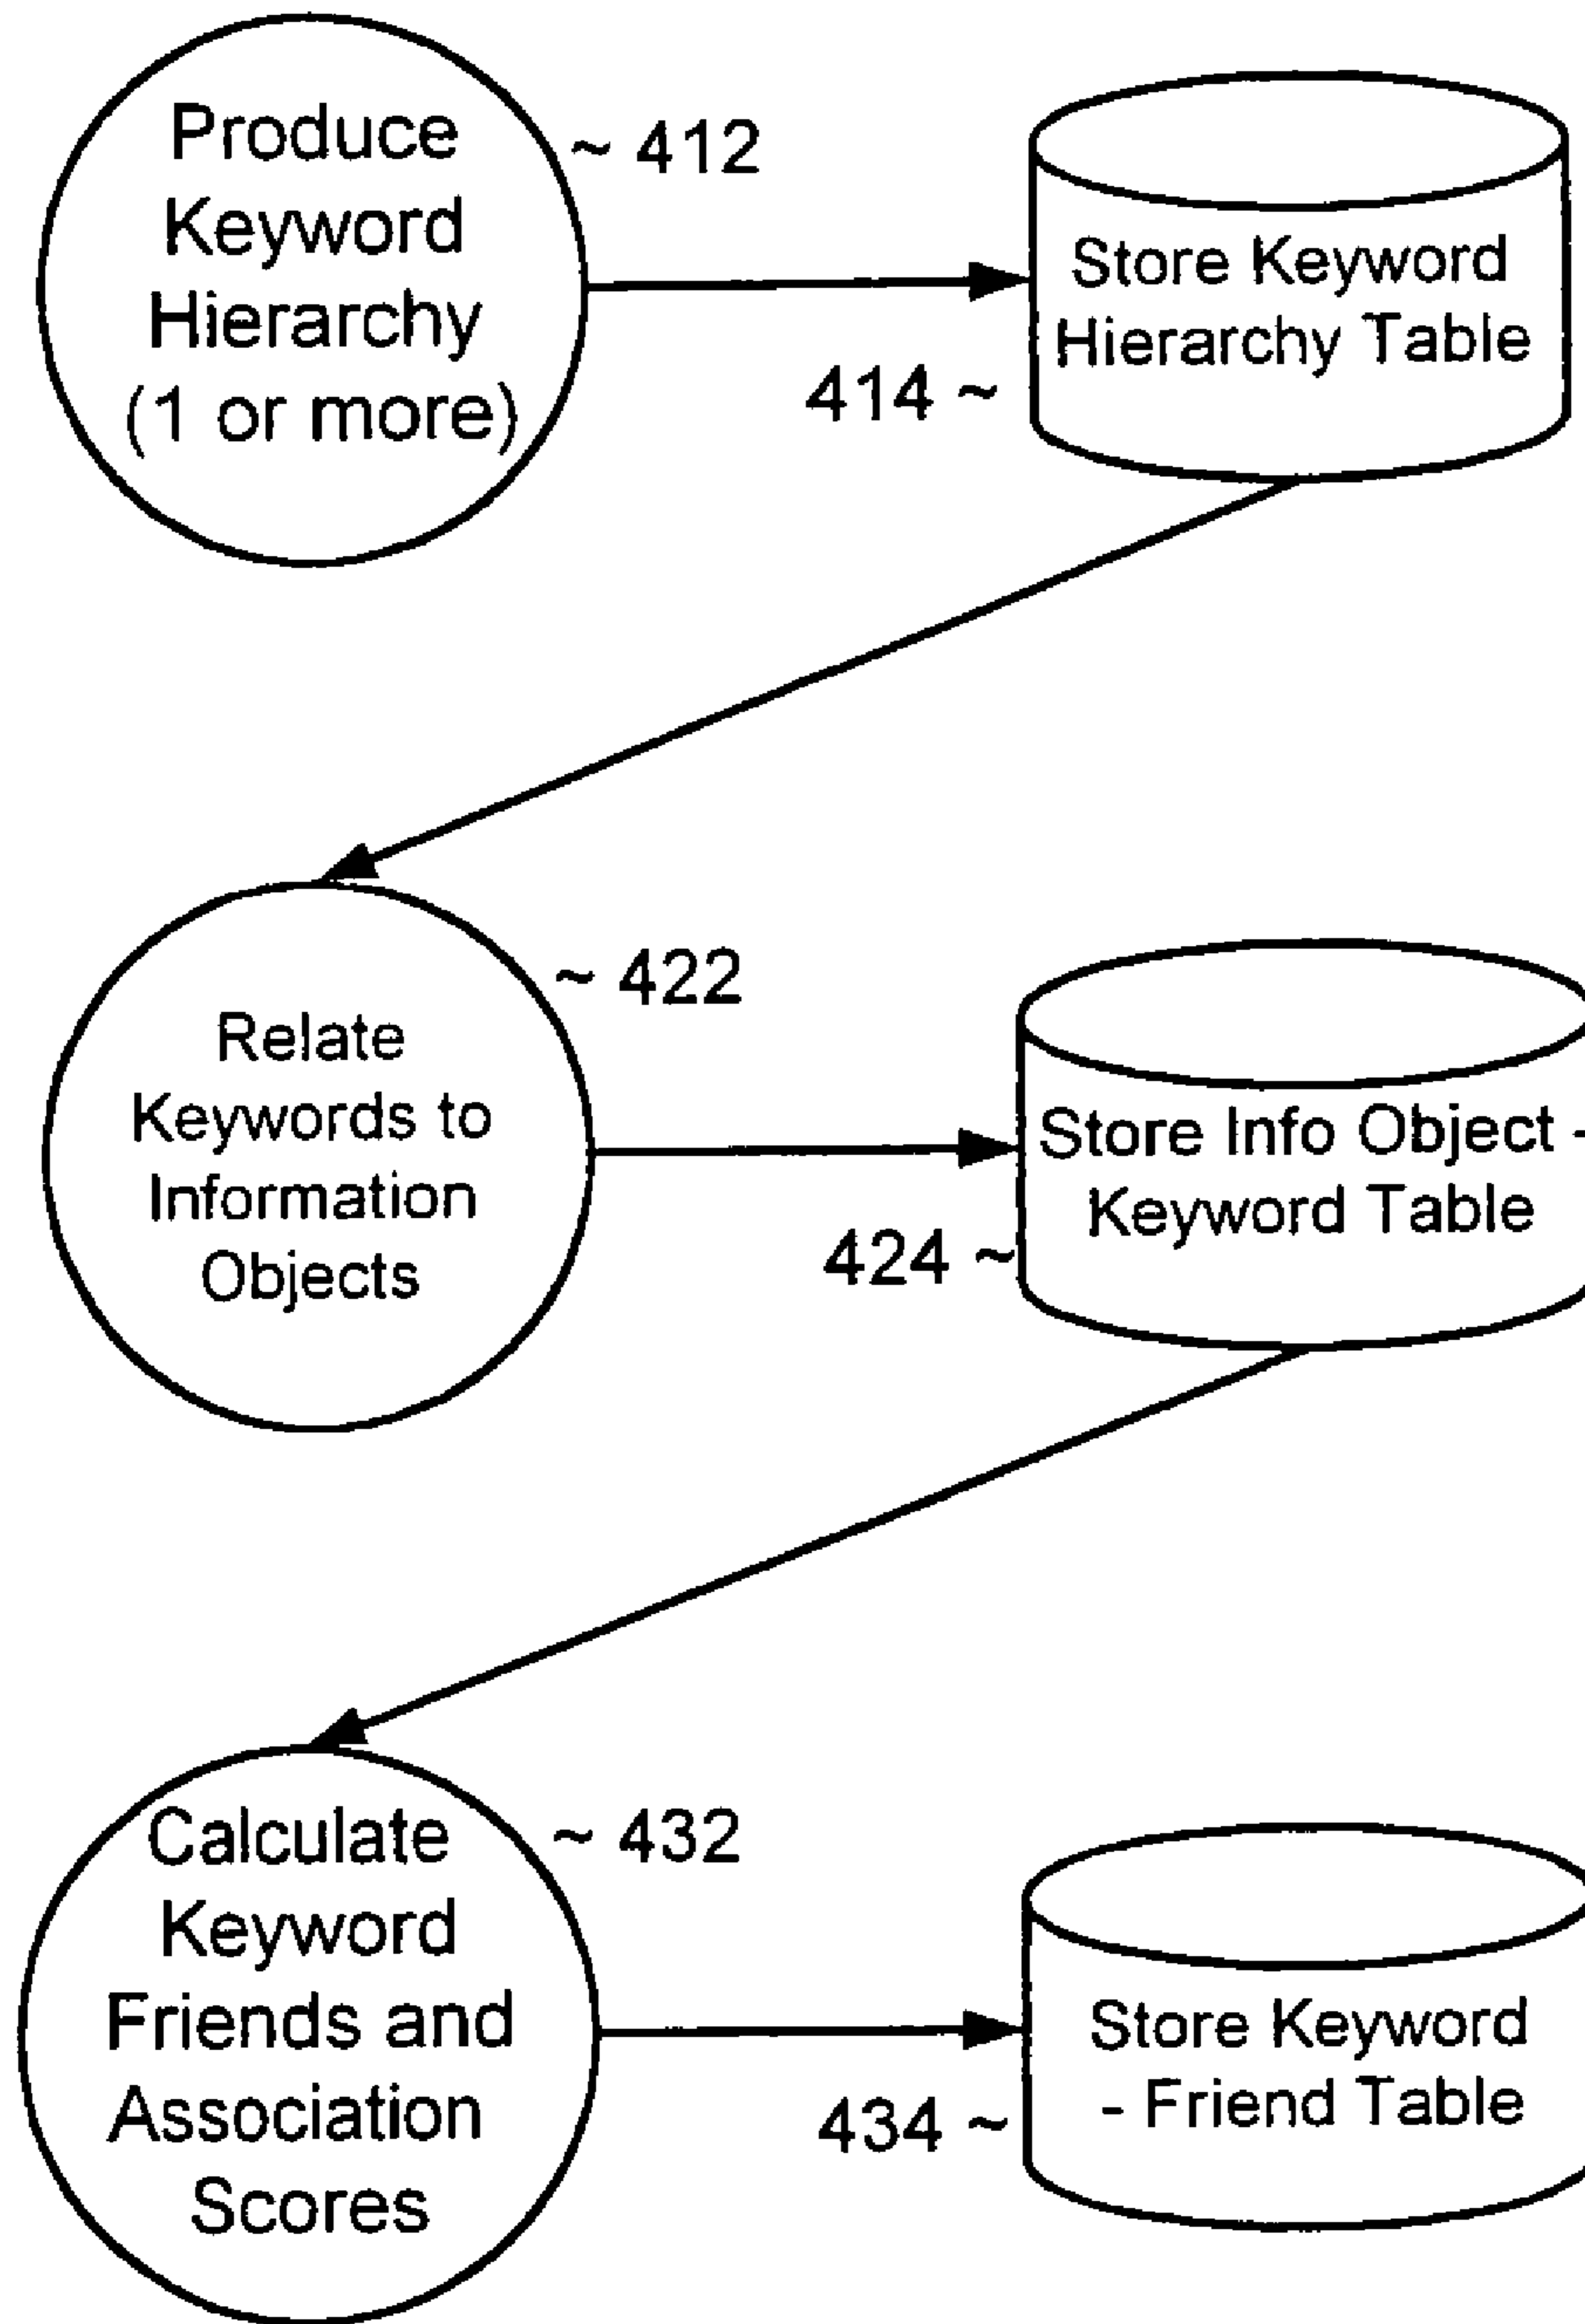 Produce
Keyword
Hierarchy
(1 or more)
~ 412
Store Keyword
Hierarchy Table
414 ~
Relate
Keywords to
Information
Objects
~ 422
Store Info Object -
Keyword Table
424 ~
Calculate
Keyword
Friends and
Association
Scores
~ 432
Store Keyword
- Friend Table
434 ~